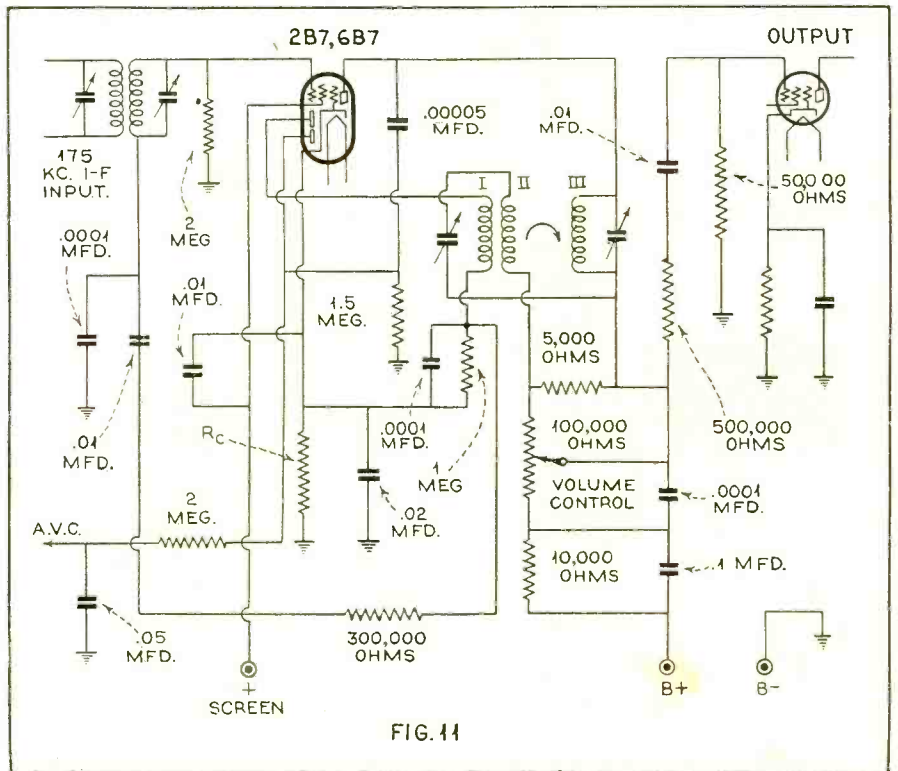 2B7, 6B7
OUTPUT
.00005
MFD.
.01
MFD.
175
KC. I-F
INPUT.
2
MEG
50,000
OHMS
I
II
III
.0001
MFD.
.01
MFD.
1.5
MEG.
5,000
OHMS
.01
MFD.
RC
.0001
MFD.
1
MEG
100,000
OHMS
500,000
OHMS
VOLUME
CONTROL
.0001
MFD.
2
MEG.
.02
MFD.
A.V.C.
10,000
OHMS
.1 MFD.
.05
MFD.
300,000
OHMS
+
SCREEN
B+
B-
FIG. 11